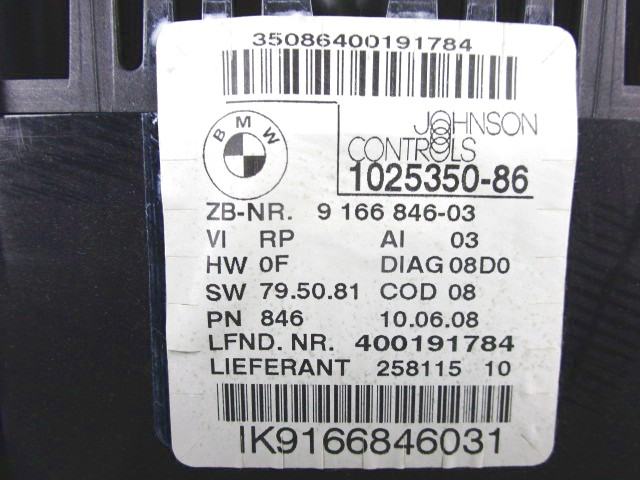 35086400191784
BMW
JOHNSON
CONTROLS
1025350-86
ZB-NR. 9 166 846-03
VI RP AI 03
HW 0F DIAG 08D0
SW 79.50.81 COD 08
PN 846 10.06.08
LFND. NR. 400191784
LIEFERANT 258115 10
IK9166846031